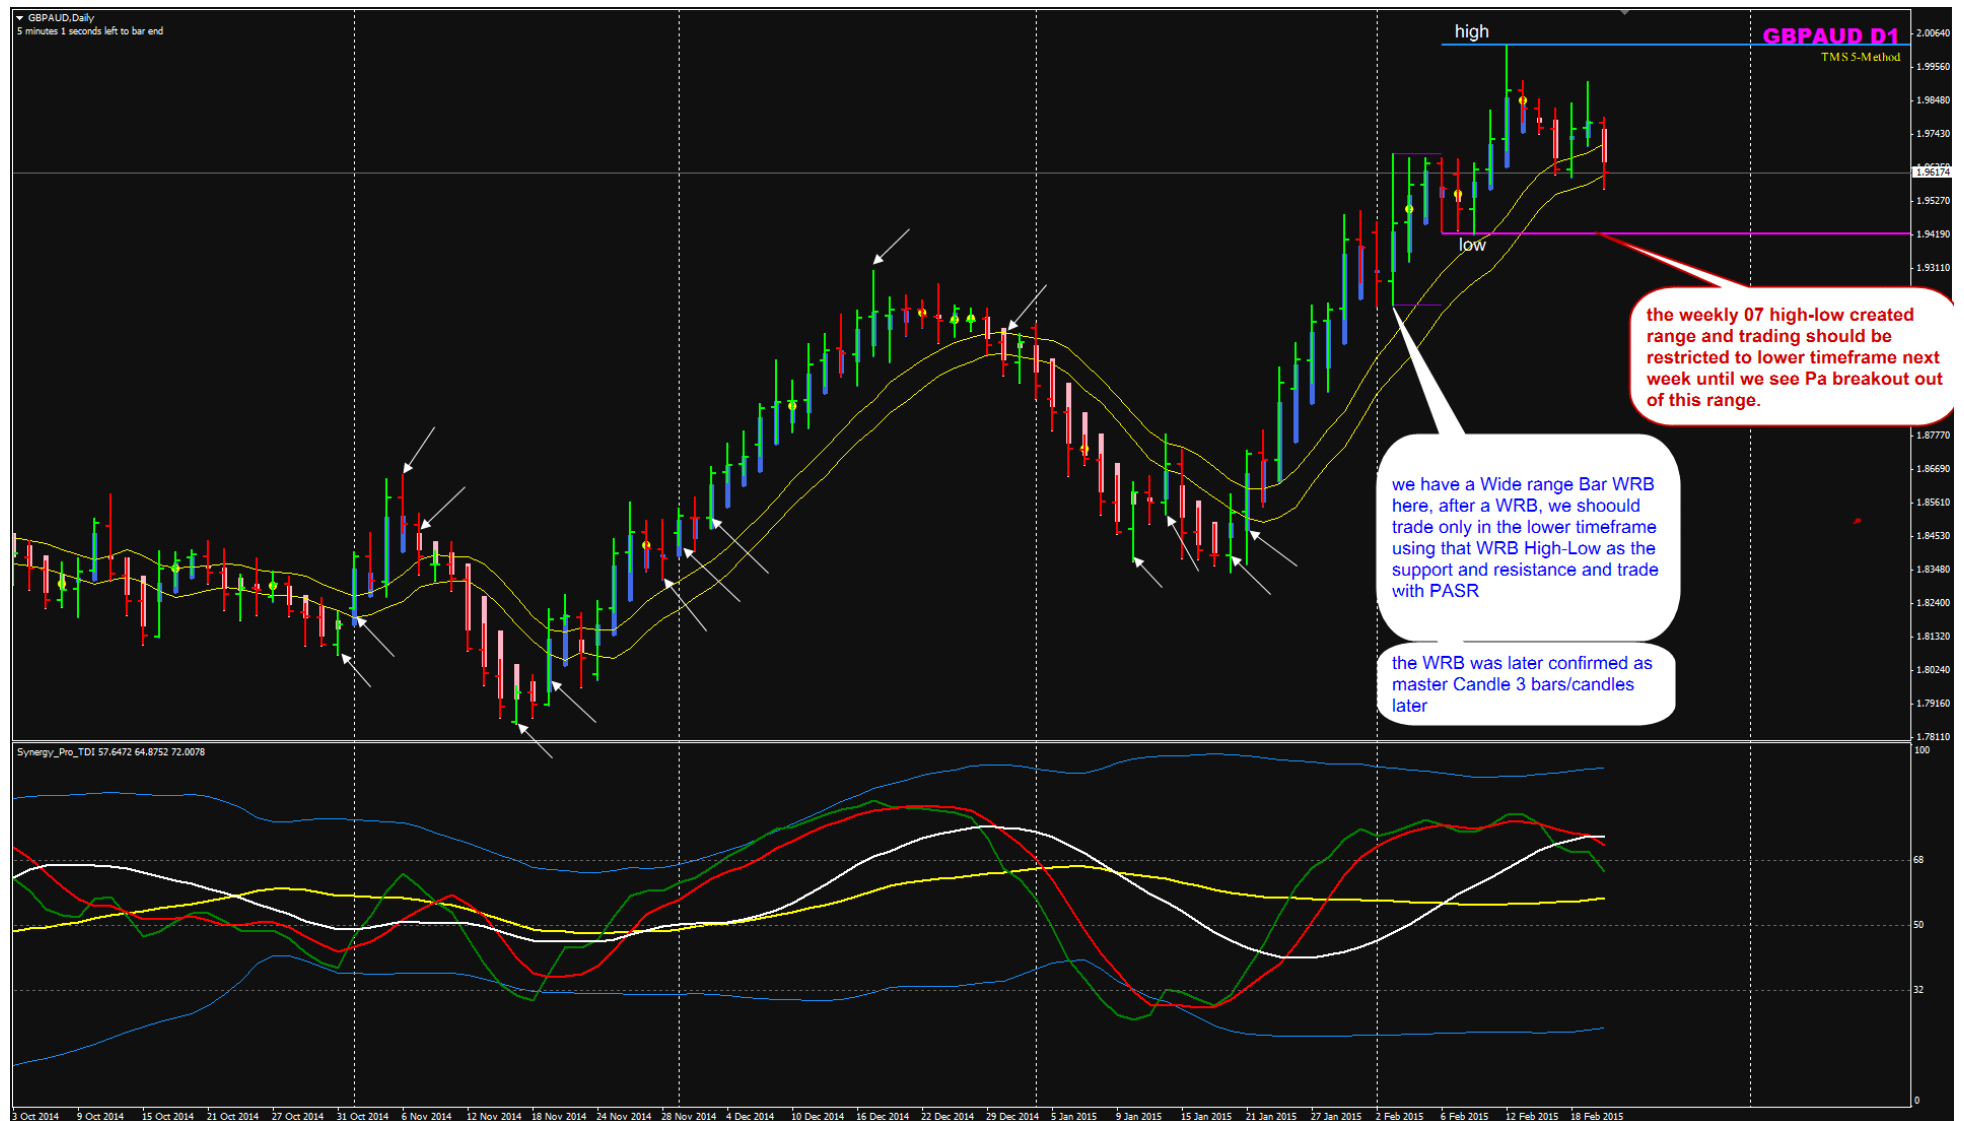 GBPAUD,Daily
5 minutes 1 seconds left to bar end
high
GBPAUD D1
TMS 5-Method
low
the weekly 07 high-low created
range and trading should be
restricted to lower timeframe next
week until we see Pa breakout out
of this range.
we have a Wide range Bar WRB
here, after a WRB, we shoould
trade only in the lower timeframe
using that WRB High-Low as the
support and resistance and trade
with PASR
the WRB was later confirmed as
master Candle 3 bars/candles
later
2.00640
1.99560
1.98480
1.97430
1.96174
1.95270
1.94190
1.93110
1.87770
1.86690
1.85610
1.84530
1.83480
1.82400
1.81320
1.80240
1.79160
1.78110
Synergy_Pro_TDI 57.6472 64.8752 72.0078
100
68
50
32
0
3 Oct 2014
9 Oct 2014
15 Oct 2014
21 Oct 2014
27 Oct 2014
31 Oct 2014
6 Nov 2014
12 Nov 2014
18 Nov 2014
24 Nov 2014
28 Nov 2014
4 Dec 2014
10 Dec 2014
16 Dec 2014
22 Dec 2014
29 Dec 2014
5 Jan 2015
9 Jan 2015
15 Jan 2015
21 Jan 2015
27 Jan 2015
2 Feb 2015
6 Feb 2015
12 Feb 2015
18 Feb 2015